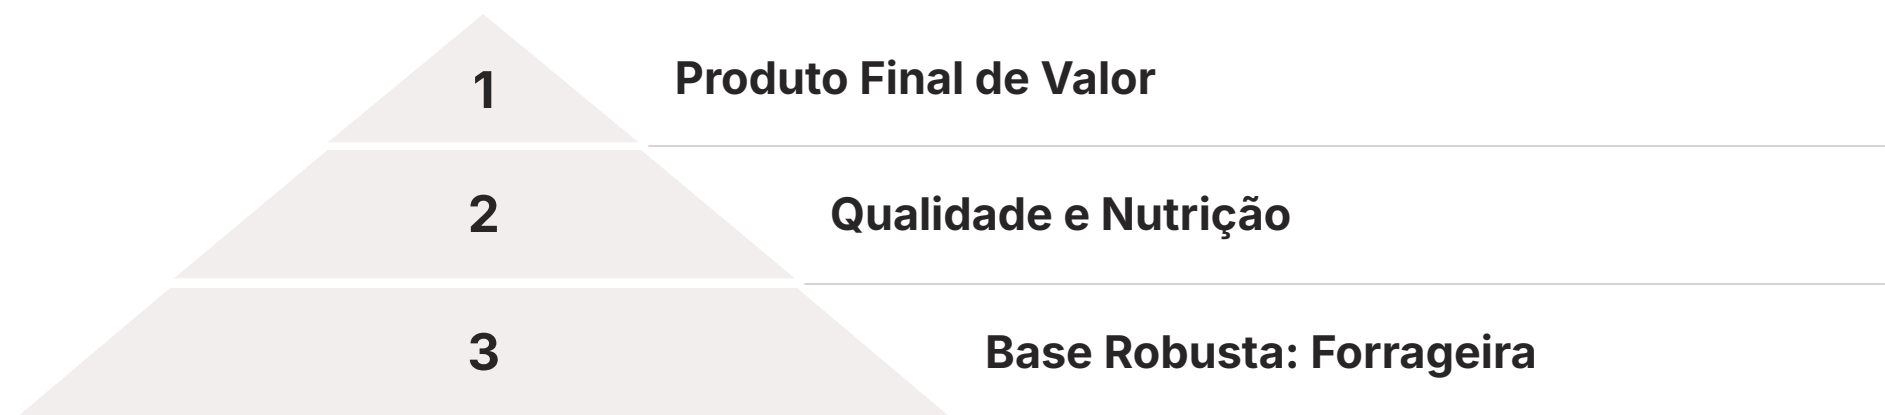 1
Produto Final de Valor
2
Qualidade e Nutrição
3
Base Robusta: Forrageira